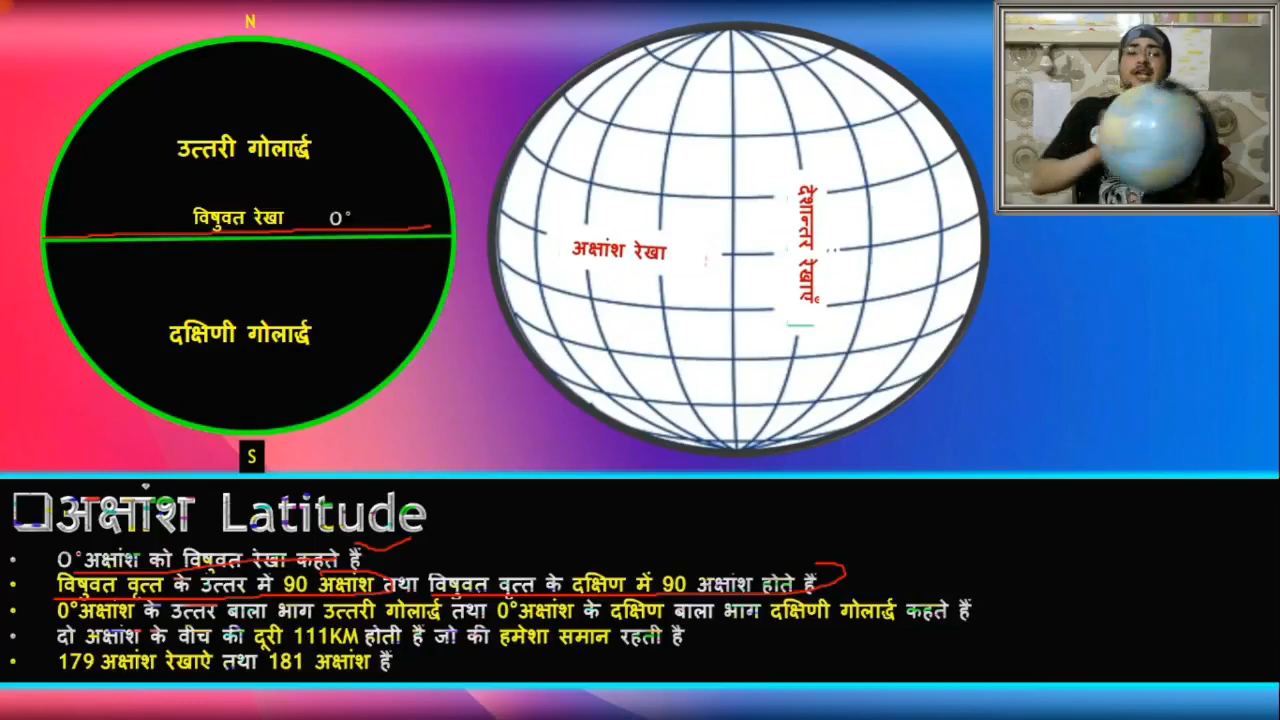 N
उत्तरी गोलार्द्ध
विषुवत रेखा 0°
दक्षिणी गोलार्द्ध
S
अक्षांश रेखा
देशान्तर रेखाएँ
अक्षांश Latitude
0°अक्षांश को विषुवत रेखा कहते हैं
विषुवत वृत्त के उत्तर में 90 अक्षांश तथा विषुवत वृत्त के दक्षिण में 90 अक्षांश होते हैं
0°अक्षांश के उत्तर बाला भाग उत्तरी गोलार्द्ध तथा 0°अक्षांश के दक्षिण बाला भाग दक्षिणी गोलार्द्ध कहते हैं
दो अक्षांश के वीच की दूरी 111KM होती हैं जो की हमेशा समान रहती है
179 अक्षांश रेखाऐ तथा 181 अक्षांश हैं